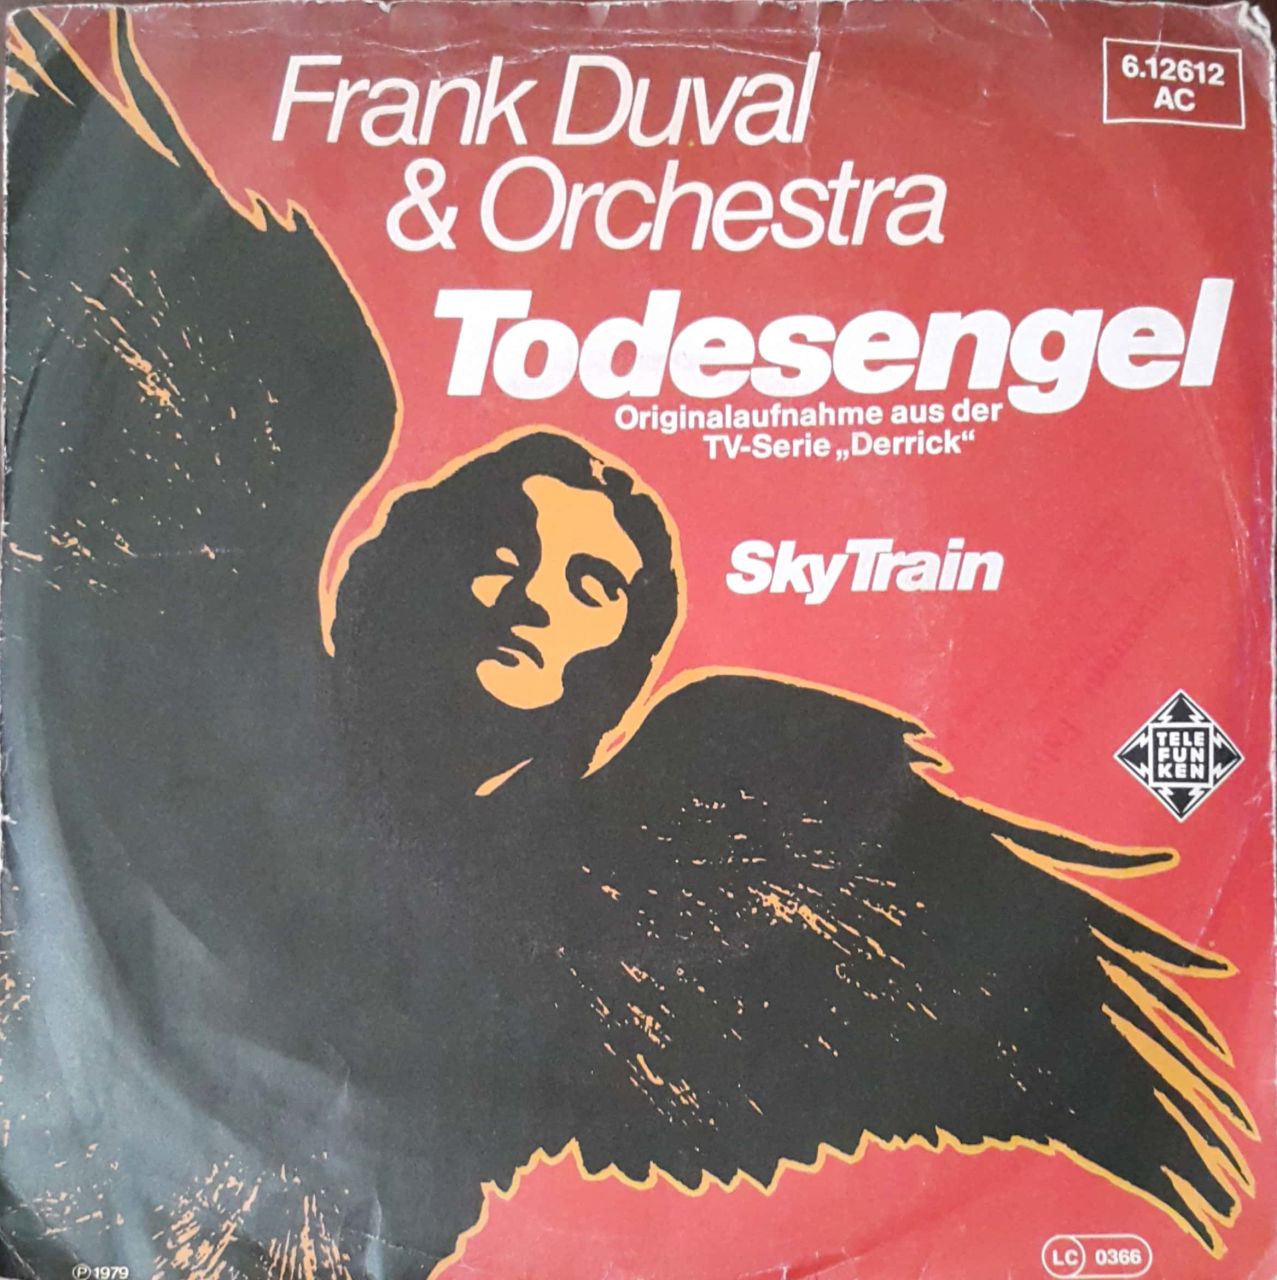 Frank Duval
& Orchestra
6.12612
AC
Todesengel
Originalaufnahme aus der
TV-Serie „Derrick“
SkyTrain
TELE
FUN
KEN
℗ 1979
LC 0366